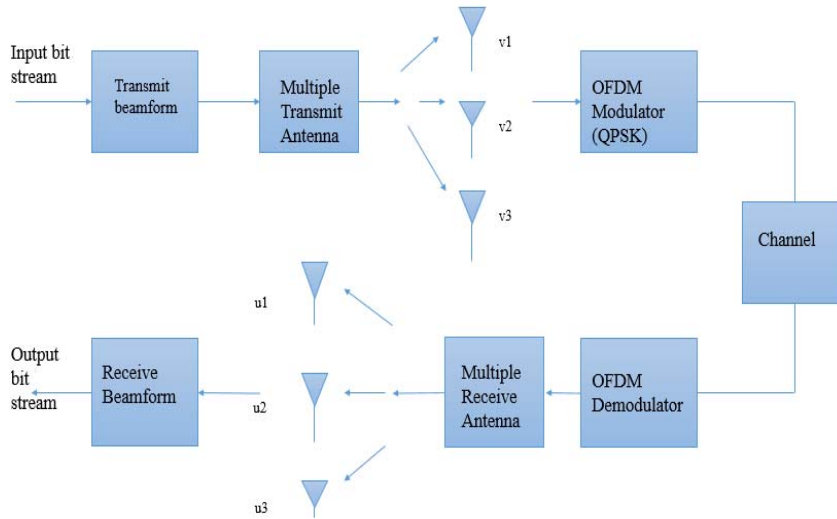 Input bit
stream
Transmit
beamform
Multiple
Transmit
Antenna
v1
v2
v3
OFDM
Modulator
(QPSK)
Channel
u1
u2
u3
Output
bit
stream
Receive
Beamform
Multiple
Receive
Antenna
OFDM
Demodulator